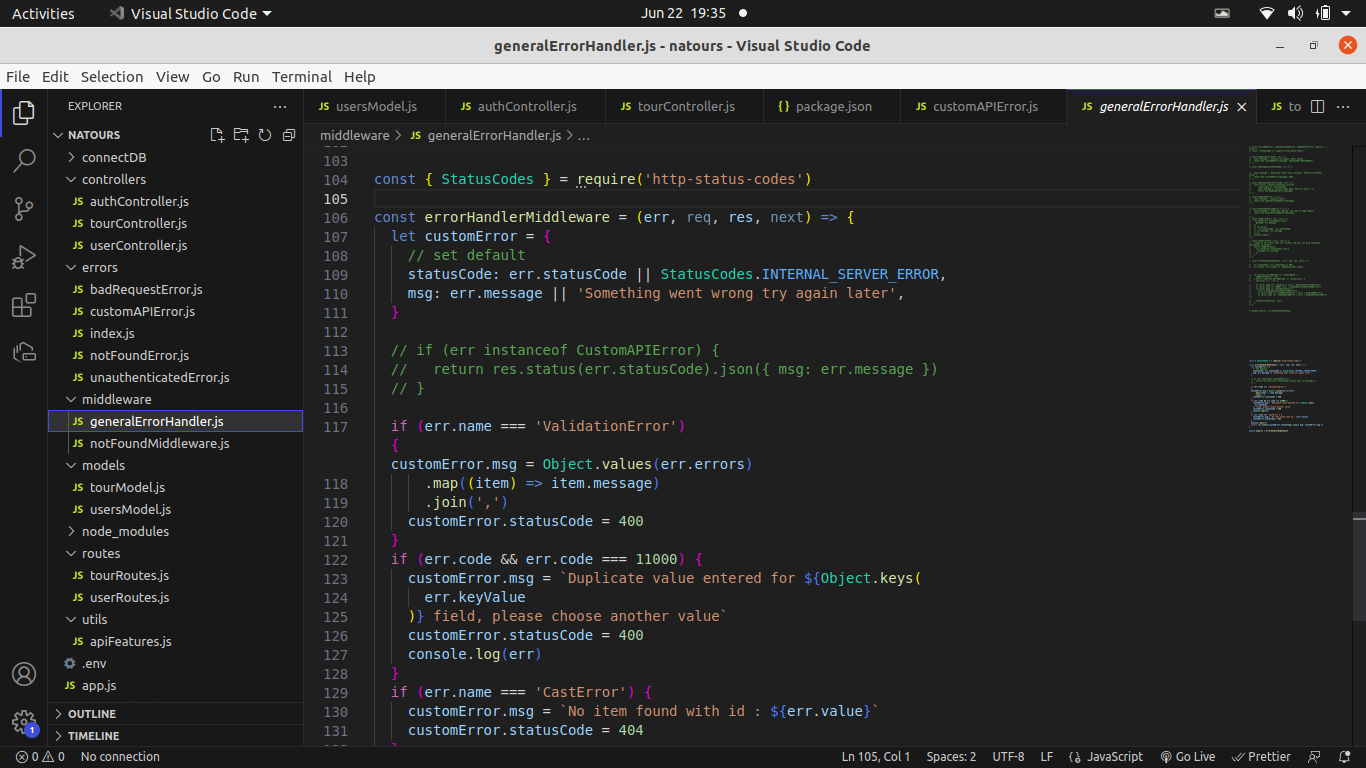 Activities
Visual Studio Code
Jun 22 19:35
generalErrorHandler.js - natours - Visual Studio Code
File Edit Selection View Go Run Terminal Help
EXPLORER
NATOURS
connectDB
controllers
JS authController.js
JS tourController.js
JS userController.js
errors
JS badRequestError.js
JS customAPIError.js
JS index.js
JS notFoundError.js
JS unauthenticatedError.js
middleware
JS generalErrorHandler.js
JS notFoundMiddleware.js
models
JS tourModel.js
JS usersModel.js
node_modules
routes
JS tourRoutes.js
JS userRoutes.js
utils
JS apiFeatures.js
.env
JS app.js
OUTLINE
TIMELINE
1
JS usersModel.js JS authController.js JS tourController.js {} package.json JS customAPIError.js JS generalErrorHandler.js JS to
middleware > JS generalErrorHandler.js > ...
103
104 const { StatusCodes } = require('http-status-codes')
105
106 const errorHandlerMiddleware = (err, req, res, next) => {
107 let customError = {
108 // set default
109 statusCode: err.statusCode || StatusCodes.INTERNAL_SERVER_ERROR,
110 msg: err.message || 'Something went wrong try again later',
111 }
112
113 // if (err instanceof CustomAPIError) {
114 //   return res.status(err.statusCode).json({ msg: err.message })
115 // }
116
117 if (err.name === 'ValidationError')
{
customError.msg = Object.values(err.errors)
118 .map((item) => item.message)
119 .join(',')
120 customError.statusCode = 400
121 }
122 if (err.code && err.code === 11000) {
123 customError.msg = `Duplicate value entered for ${Object.keys(
124 err.keyValue
125 )} field, please choose another value`
126 customError.statusCode = 400
127 console.log(err)
128 }
129 if (err.name === 'CastError') {
130 customError.msg = `No item found with id : ${err.value}`
131 customError.statusCode = 404
0 0 No connection
Ln 105, Col 1 Spaces: 2 UTF-8 LF {} JavaScript Go Live Prettier